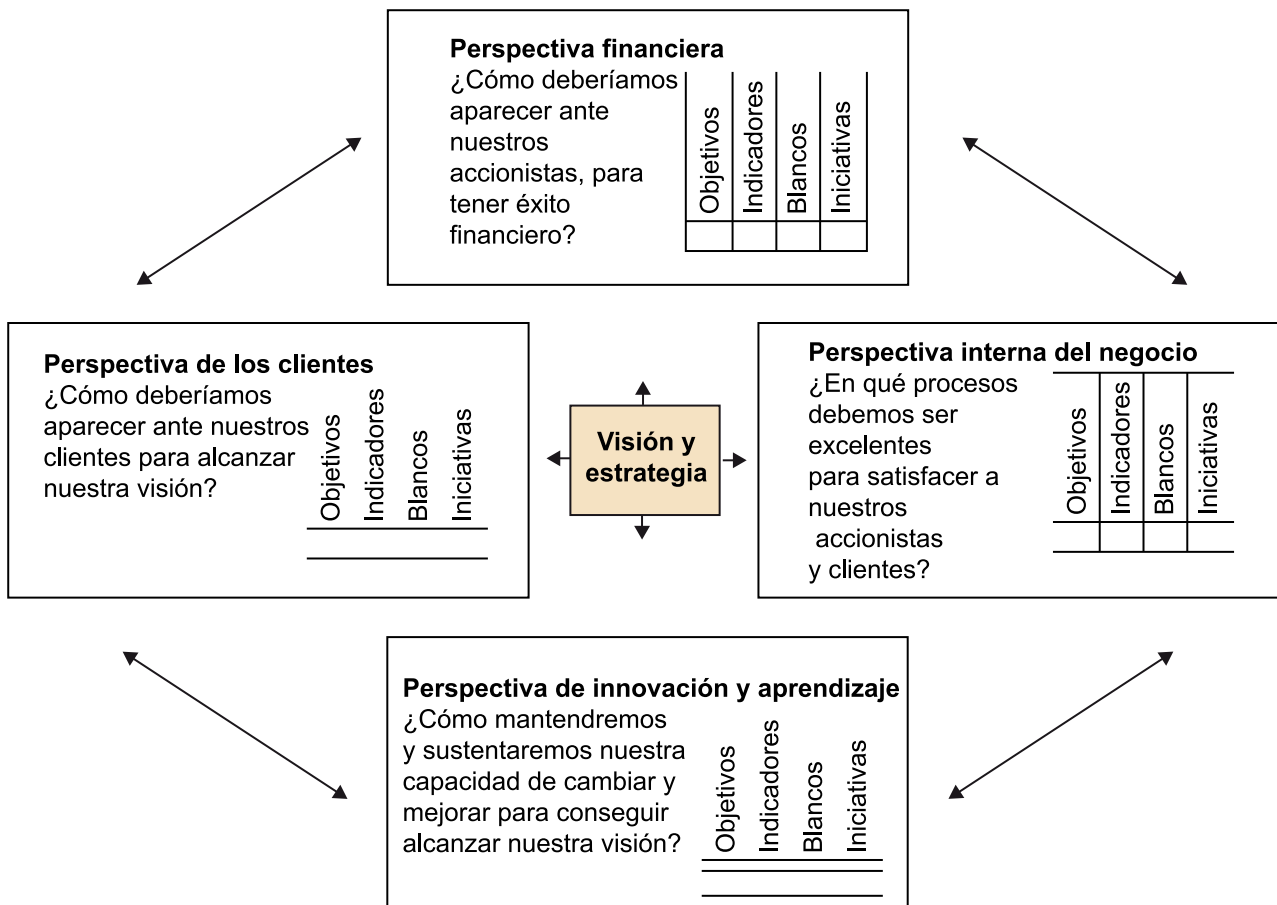 Perspectiva financiera
¿Cómo deberíamos
aparecer ante
nuestros
accionistas, para
tener éxito
financiero?
Objetivos
Indicadores
Blancos
Iniciativas
Perspectiva de los clientes
¿Cómo deberíamos
aparecer ante nuestros
clientes para alcanzar
nuestra visión?
Objetivos
Indicadores
Blancos
Iniciativas
Visión y
estrategia
Perspectiva interna del negocio
¿En qué procesos
debemos ser
excelentes
para satisfacer a
nuestros
accionistas
y clientes?
Objetivos
Indicadores
Blancos
Iniciativas
Perspectiva de innovación y aprendizaje
¿Cómo mantendremos
y sustentaremos nuestra
capacidad de cambiar y
mejorar para conseguir
alcanzar nuestra visión?
Objetivos
Indicadores
Blancos
Iniciativas